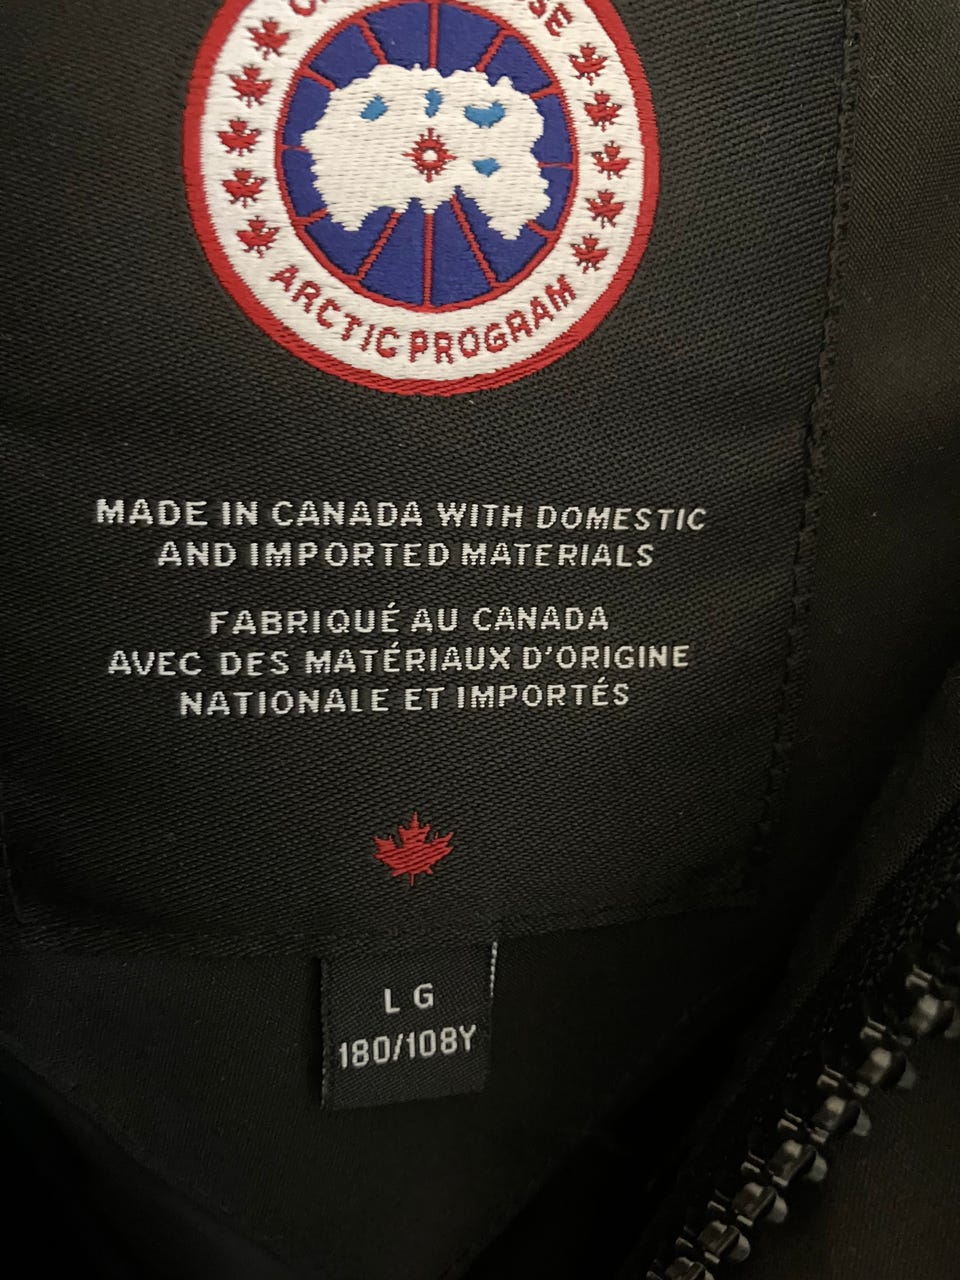 ARCTIC PROGRAM
MADE IN CANADA WITH DOMESTIC
AND IMPORTED MATERIALS
FABRIQUÉ AU CANADA
AVEC DES MATÉRIAUX D'ORIGINE
NATIONALE ET IMPORTÉS
L G
180/108Y